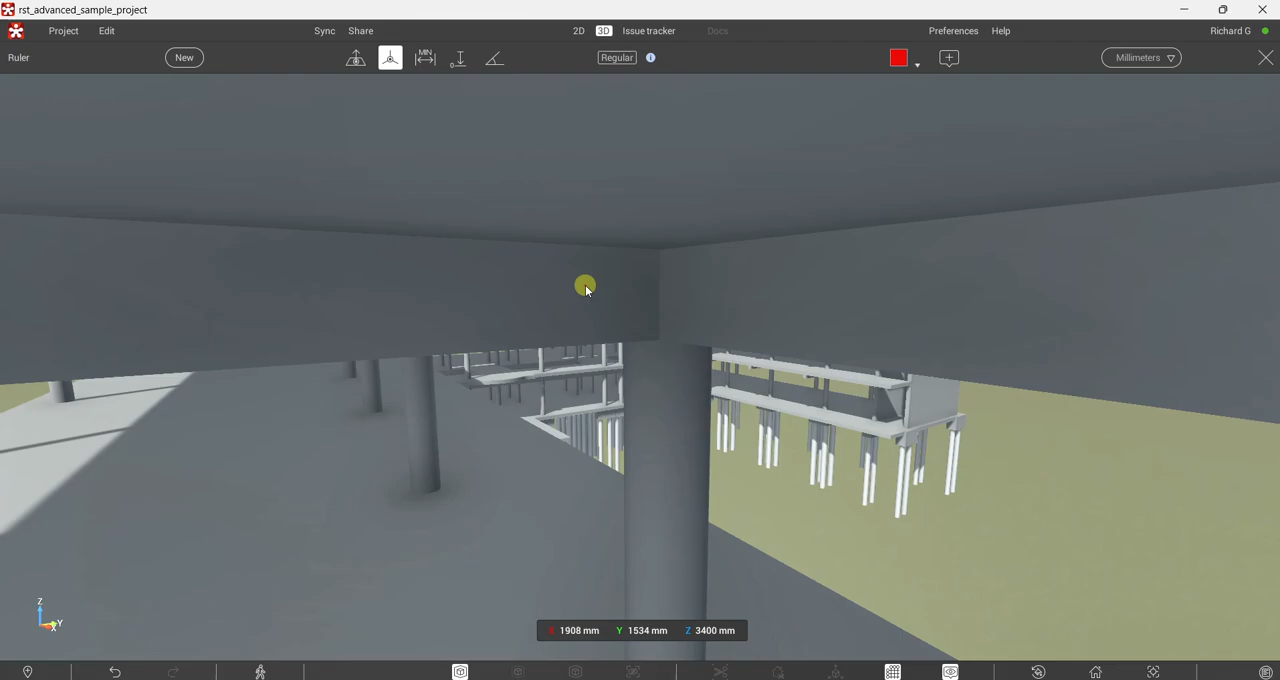 rst_advanced_sample_project
Project Edit Sync Share 2D 3D Issue tracker Docs Preferences Help Richard G
Ruler New MIN 0 Regular i Millimeters
Z
Y
X
X 1908 mm Y 1534 mm Z 3400 mm